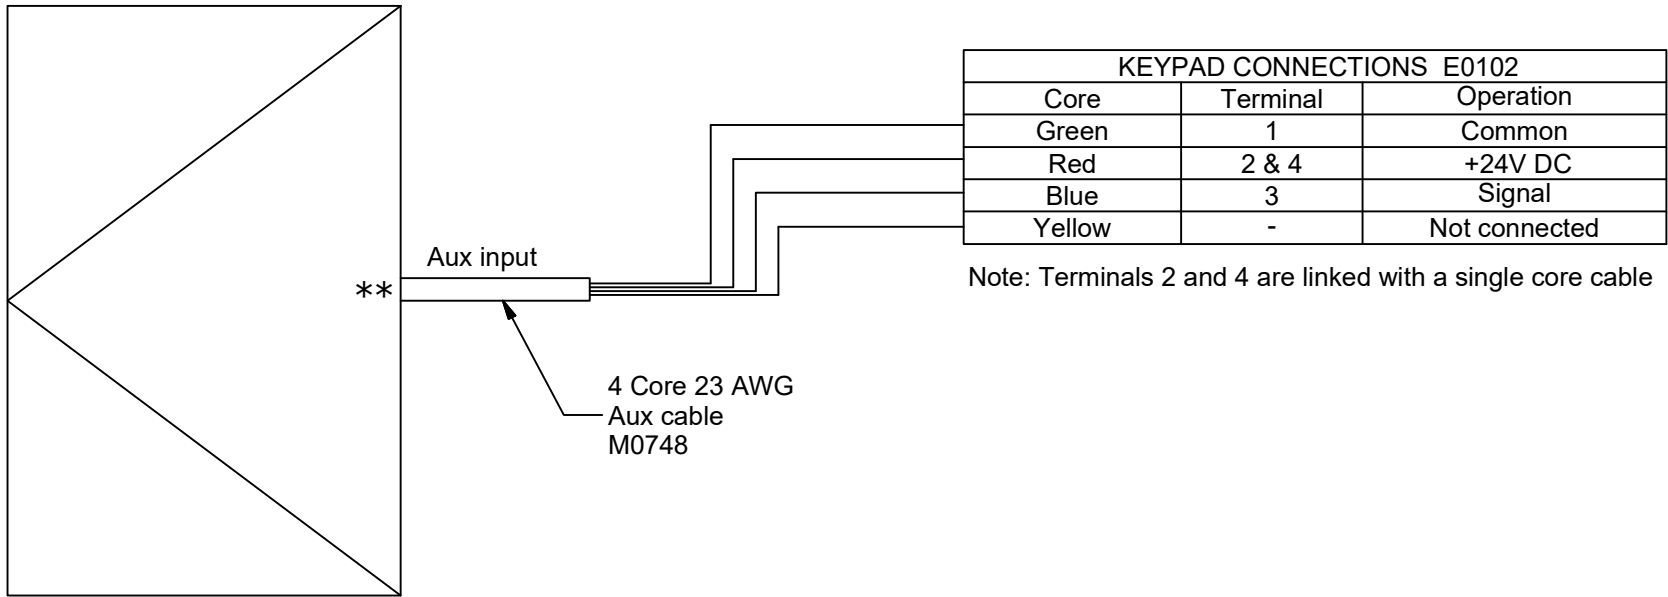 KEYPAD CONNECTIONS E0102
Core Terminal Operation
Green 1 Common
Red 2 & 4 +24V DC
Blue 3 Signal
Yellow - Not connected
Note: Terminals 2 and 4 are linked with a single core cable
Aux input
**
4 Core 23 AWG
Aux cable
M0748